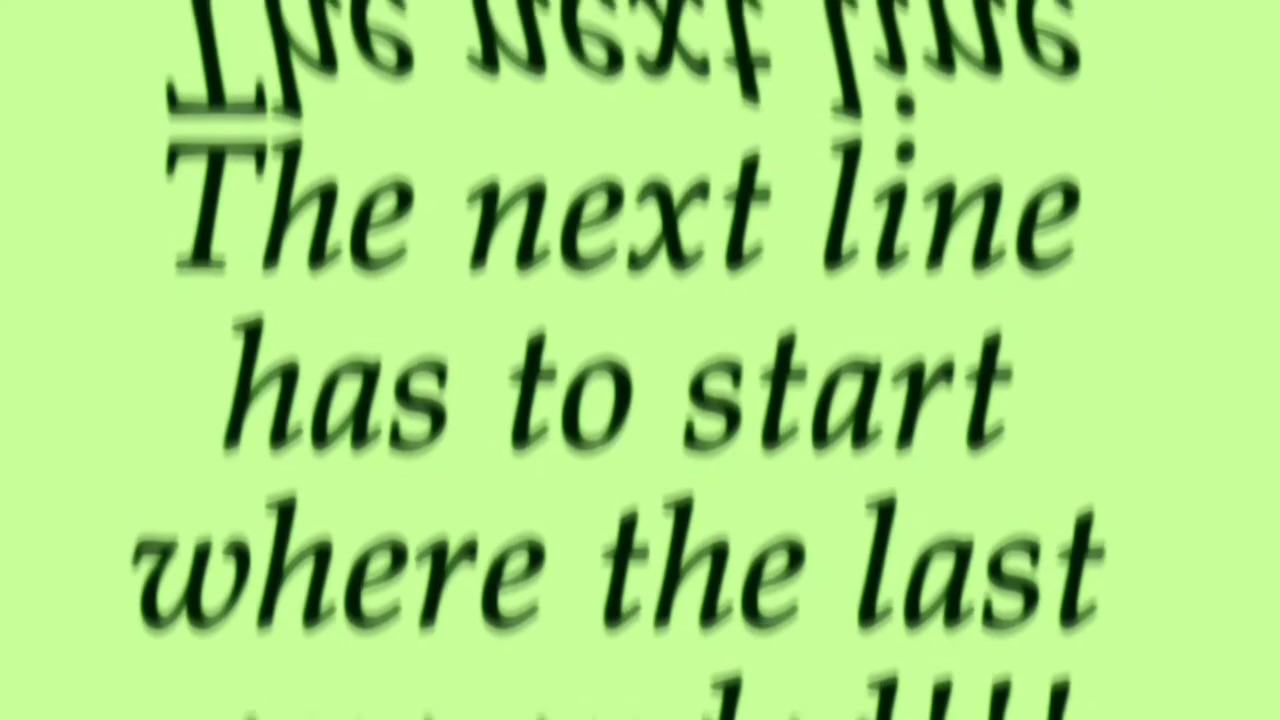 The next line
has to start
where the last